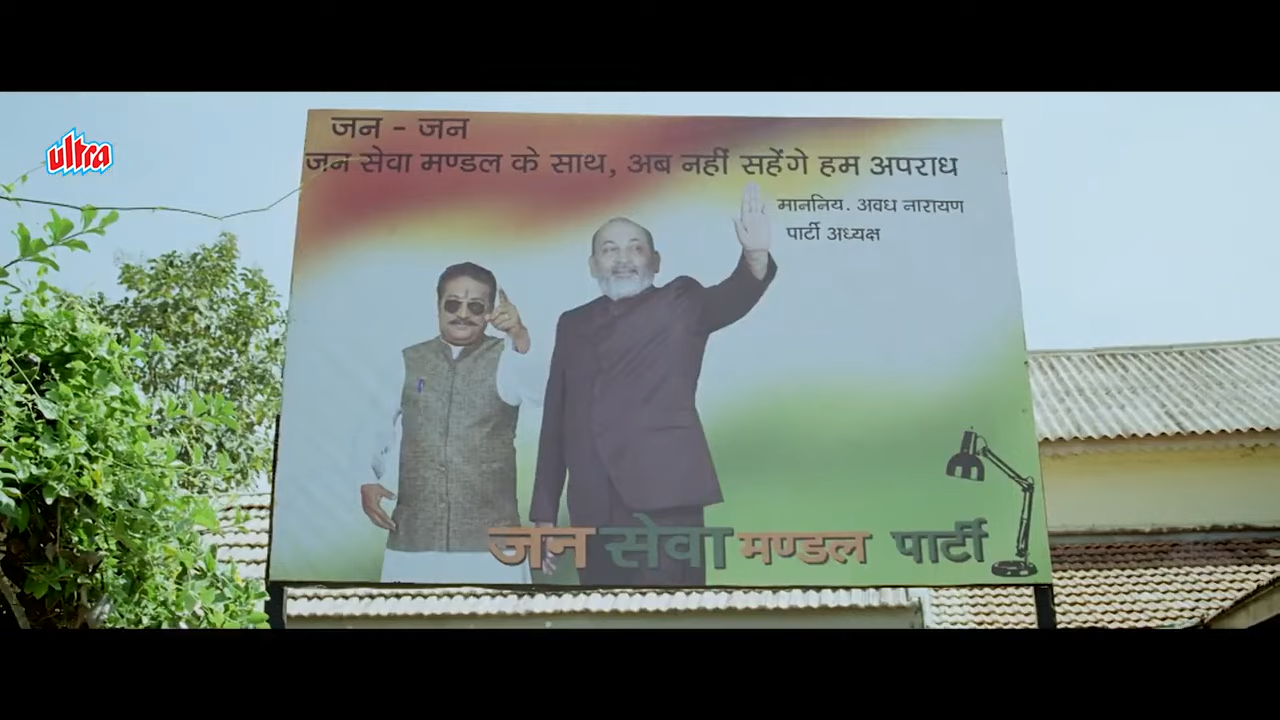 ultra
जन - जन
जन सेवा मण्डल के साथ, अब नहीं सहेंगे हम अपराध
माननिय. अवध नारायण
पार्टी अध्यक्ष
जन सेवा मण्डल पार्टी